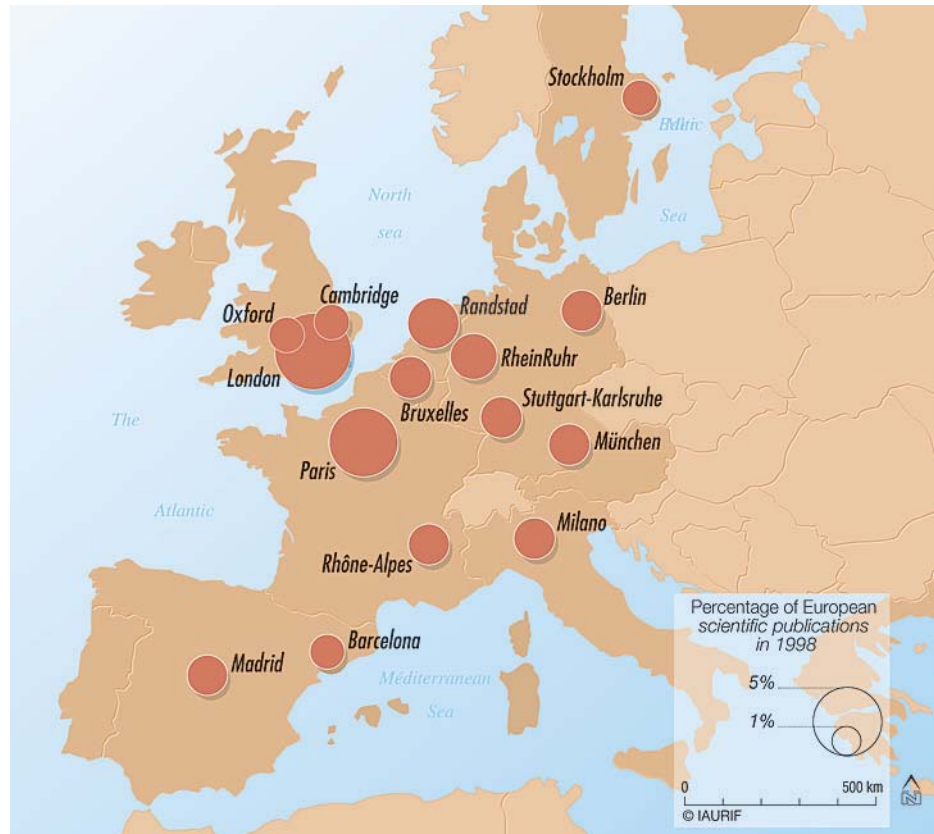 Stockholm
Baltic
North
sea
Sea
Cambridge
Oxford
Randstad
Berlin
RheinRuhr
London
Stuttgart-Karlsruhe
Bruxelles
The
München
Paris
Atlantic
Milano
Rhône-Alpes
Barcelona
Madrid
Méditerranean
Sea
Percentage of European
scientific publications
in 1998
5%
1%
0 500 km
© IAURIF
N